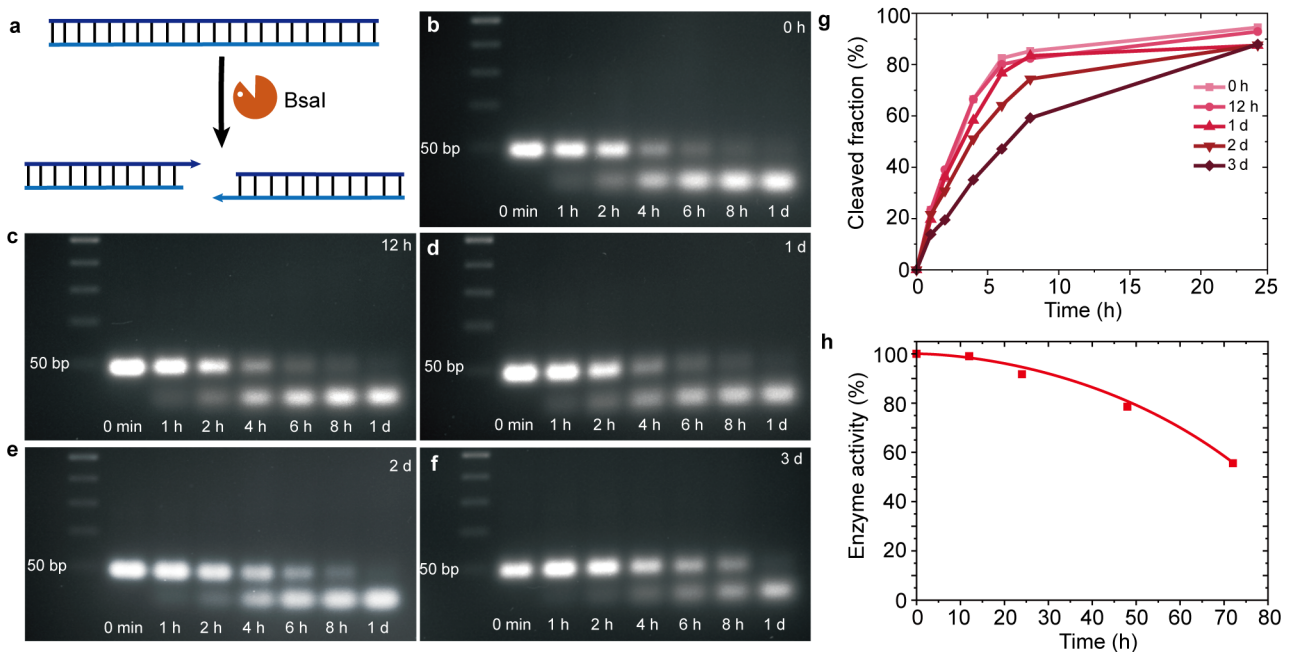 a
BsaI
b
0 h
50 bp
0 min 1 h 2 h 4 h 6 h 8 h 1 d
c
12 h
50 bp
0 min 1 h 2 h 4 h 6 h 8 h 1 d
d
1 d
50 bp
0 min 1 h 2 h 4 h 6 h 8 h 1 d
e
2 d
50 bp
0 min 1 h 2 h 4 h 6 h 8 h 1 d
f
3 d
50 bp
0 min 1 h 2 h 4 h 6 h 8 h 1 d
g
Cleaved fraction (%)
100
80
60
40
20
0
0 h
12 h
1 d
2 d
3 d
0 5 10 15 20 25
Time (h)
h
Enzyme activity (%)
100
80
60
40
20
0
0 10 20 30 40 50 60 70 80
Time (h)